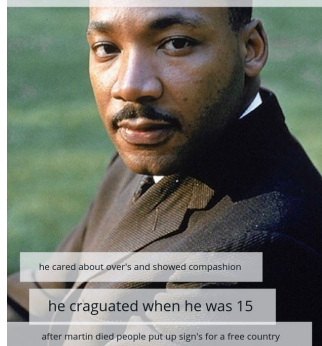 he cared about over's and showed compashion
he craguated when he was 15
after martin died people put up sign's for a free country